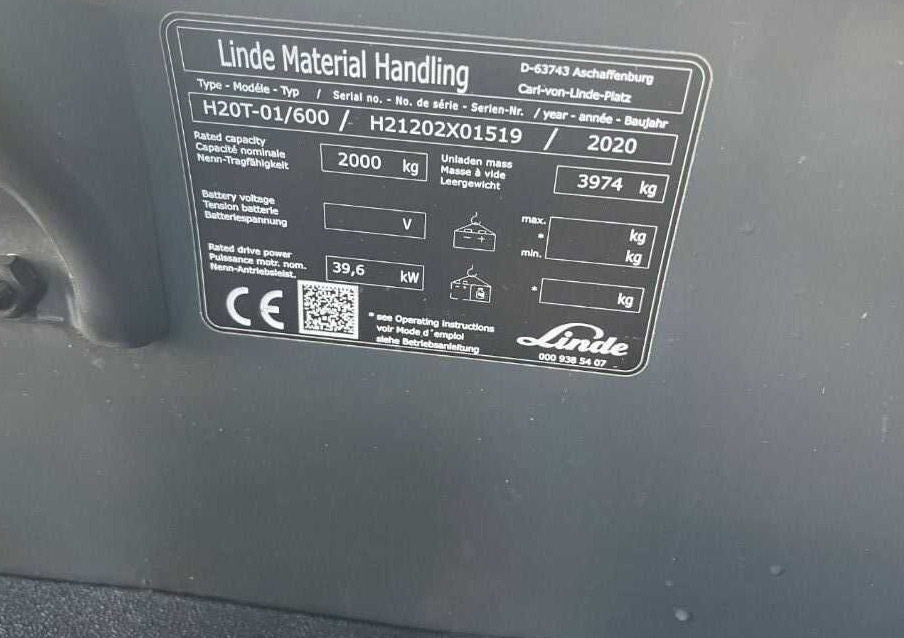 Linde Material Handling
D-63743 Aschaffenburg
Carl-von-Linde-Platz
Type - Modéle - Typ / Serial no. - No. de série - Serien-Nr. / year - année - Baujahr
H20T-01/600 / H21202X01519 / 2020
Rated capacity
Capacité nominale
Nenn-Tragfähigkeit
2000 kg
Unladen mass
Masse à vide
Leergewicht
3974 kg
Battery voltage
Tension batterie
Batteriespannung
V
- +
max.
*
min.
kg
kg
Rated drive power
Puissance motr. nom.
Nenn-Antriebsleist.
39,6 kW
*
kg
CE
* see Operating instructions
voir Mode d'emploi
siehe Betriebsanleitung
Linde
000 938 54 07